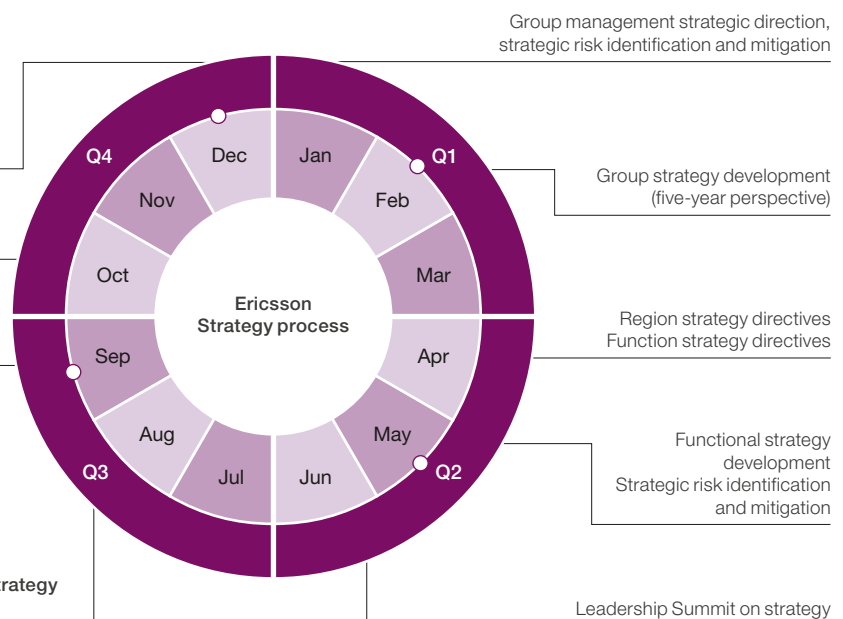 Group management strategic direction,
strategic risk identification and mitigation
Q4
Q1
Dec
Jan
Nov
Feb
Group strategy development
(five-year perspective)
Oct
Mar
Ericsson
Strategy process
Region strategy directives
Function strategy directives
Sep
Apr
Aug
May
Q3
Jul
Jun
Q2
Functional strategy
development
Strategic risk identification
and mitigation
Leadership Summit on strategy